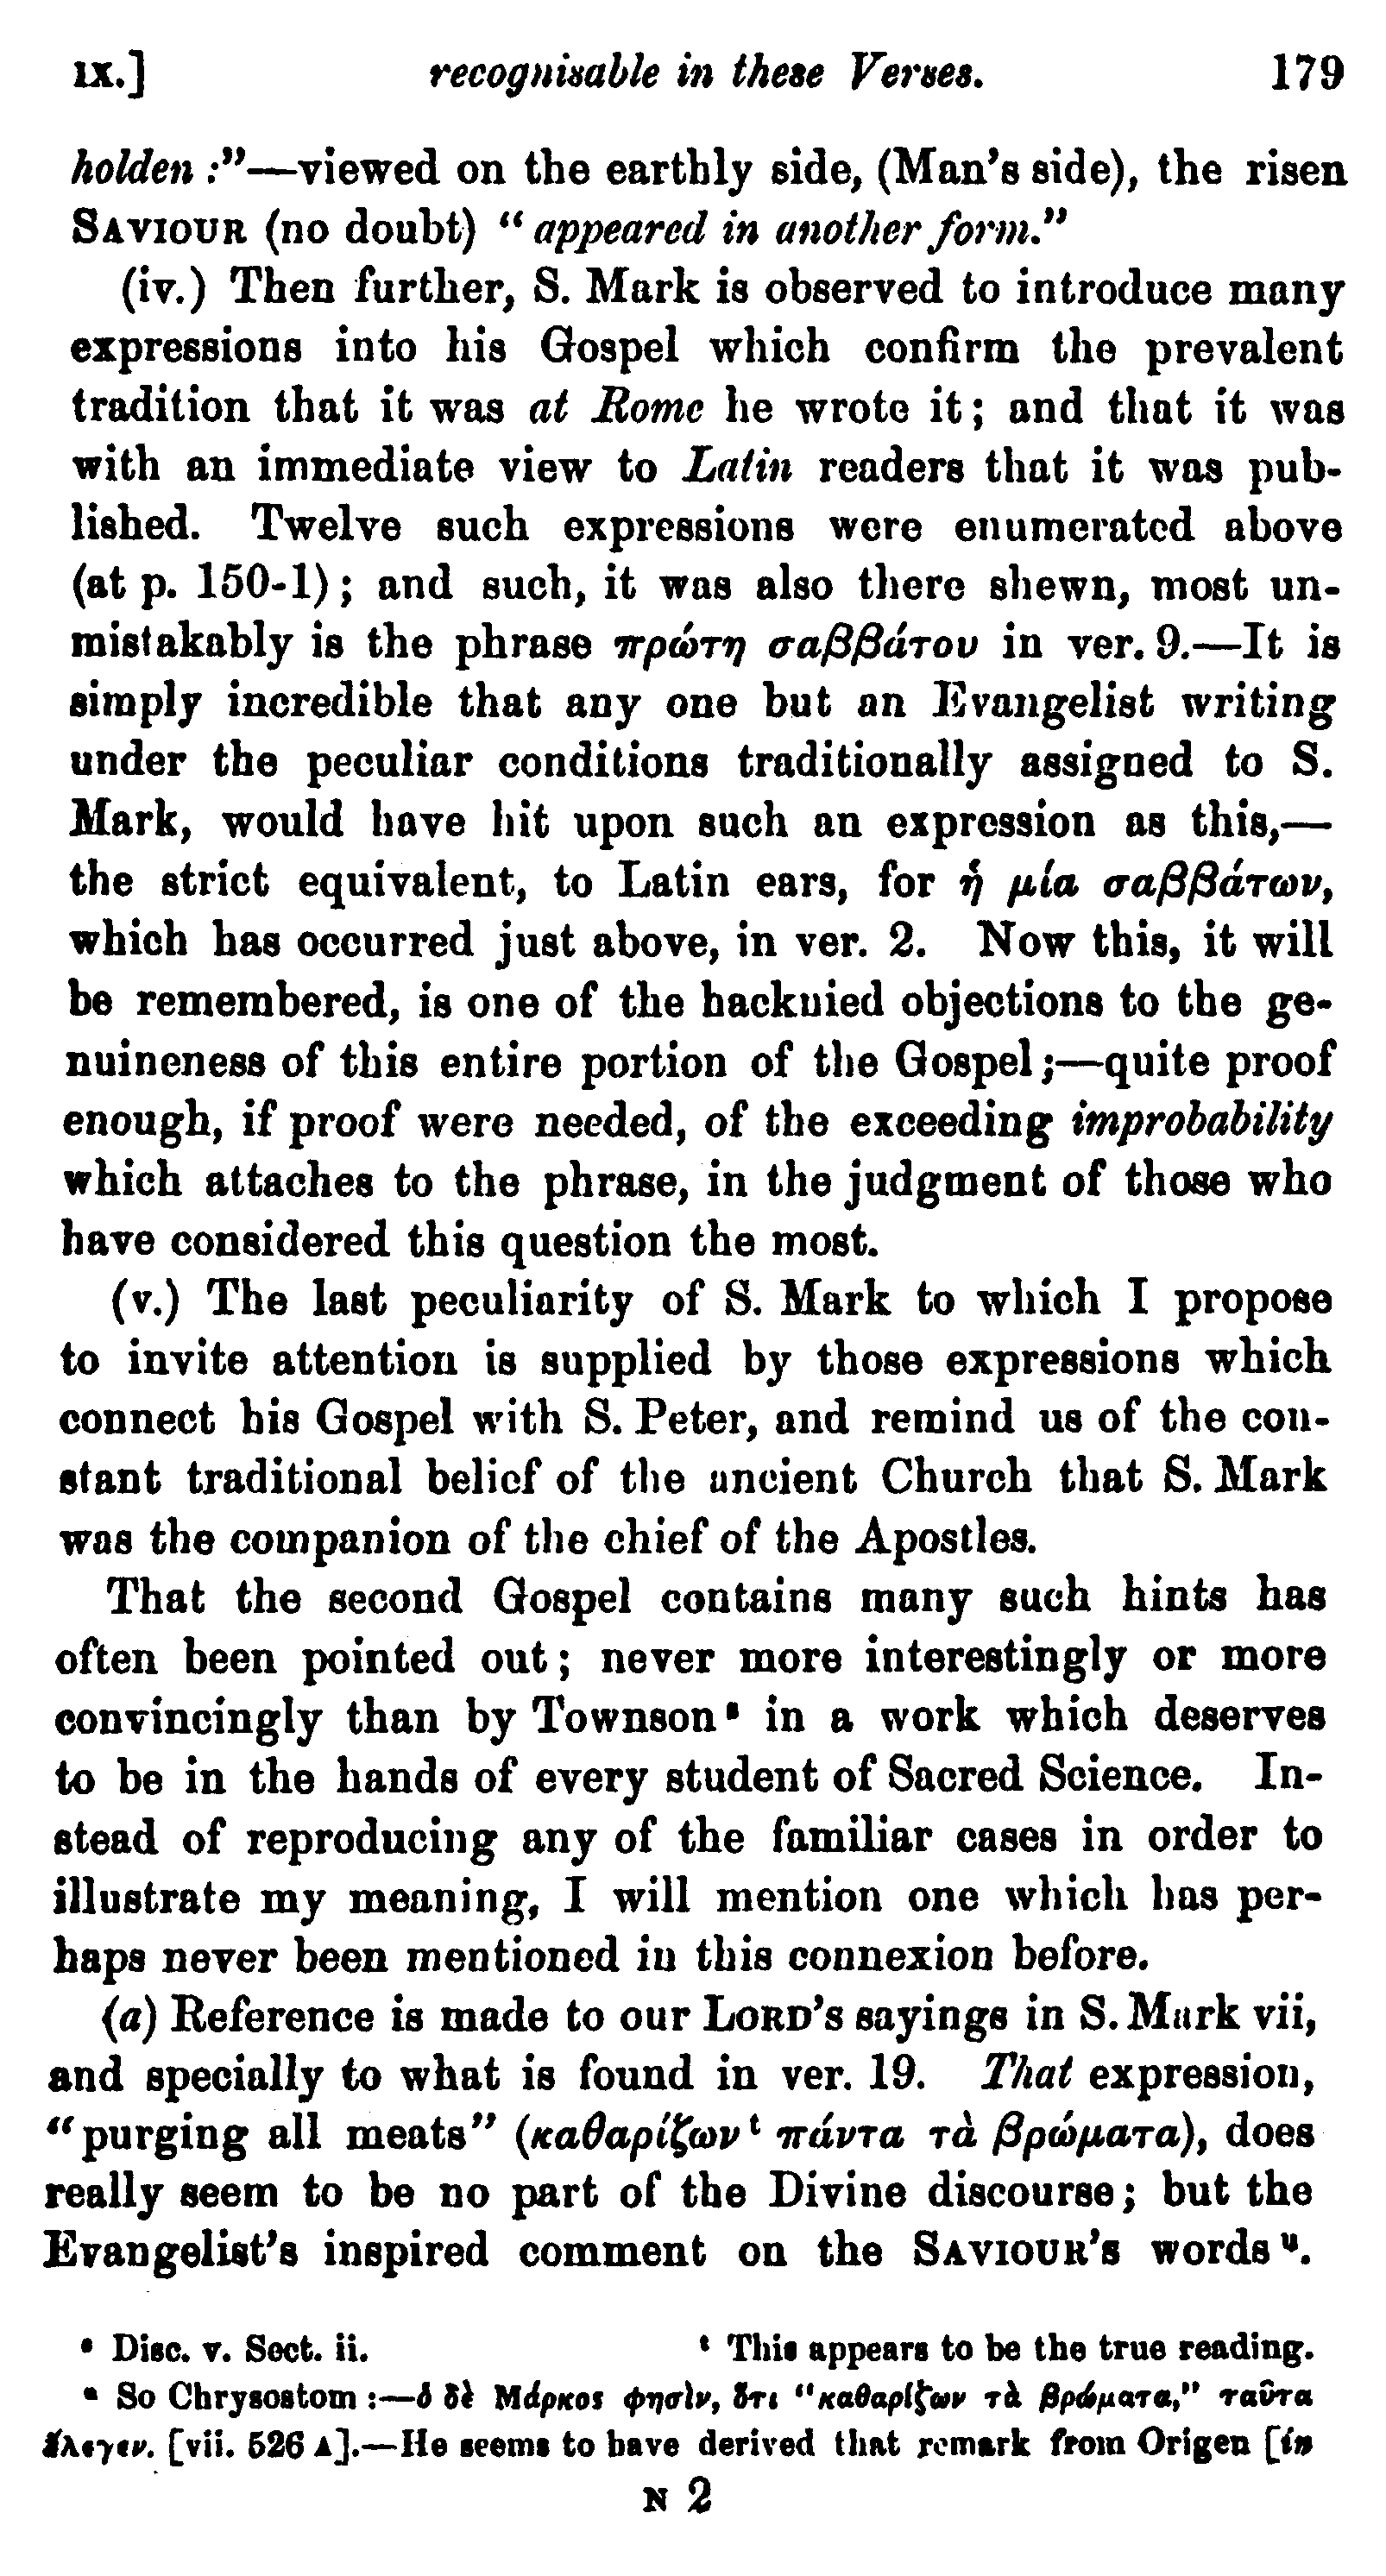 IX.] recognisable in these Verses. 179
holden :”—viewed on the earthly side, (Man’s side), the risen
SAVIOUR (no doubt) “appeared in another form.”
(iv.) Then further, S. Mark is observed to introduce many
expressions into his Gospel which confirm the prevalent
tradition that it was at Rome he wrote it; and that it was
with an immediate view to Latin readers that it was pub-
lished. Twelve such expressions were enumerated above
(at p. 150-1); and such, it was also there shewn, most un-
mistakably is the phrase πρώτη σαββάτου in ver. 9.—It is
simply incredible that any one but an Evangelist writing
under the peculiar conditions traditionally assigned to S.
Mark, would have hit upon such an expression as this,—
the strict equivalent, to Latin ears, for ἡ μία σαββάτων,
which has occurred just above, in ver. 2. Now this, it will
be remembered, is one of the hacknied objections to the ge-
nuineness of this entire portion of the Gospel;—quite proof
enough, if proof were needed, of the exceeding improbability
which attaches to the phrase, in the judgment of those who
have considered this question the most.
(v.) The last peculiarity of S. Mark to which I propose
to invite attention is supplied by those expressions which
connect his Gospel with S. Peter, and remind us of the con-
stant traditional belief of the ancient Church that S. Mark
was the companion of the chief of the Apostles.
That the second Gospel contains many such hints has
often been pointed out; never more interestingly or more
convincingly than by Townson ˢ in a work which deserves
to be in the hands of every student of Sacred Science. In-
stead of reproducing any of the familiar cases in order to
illustrate my meaning, I will mention one which has per-
haps never been mentioned in this connexion before.
(a) Reference is made to our LORD’S sayings in S. Mark vii,
and specially to what is found in ver. 19. That expression,
“purging all meats” (καθαρίζων ᵗ πάντα τὰ βρώματα), does
really seem to be no part of the Divine discourse; but the
Evangelist’s inspired comment on the SAVIOUR’S words ᵘ.
ˢ Disc. v. Sect. ii. ᵗ This appears to be the true reading.
ᵘ So Chrysostom :—ὁ δὲ Μάρκος φησὶν, ὅτι “καθαρίζων τὰ βρώματα,” ταῦτα
ἔλεγεν. [vii. 526 A].—He seems to have derived that remark from Origen [in
N 2